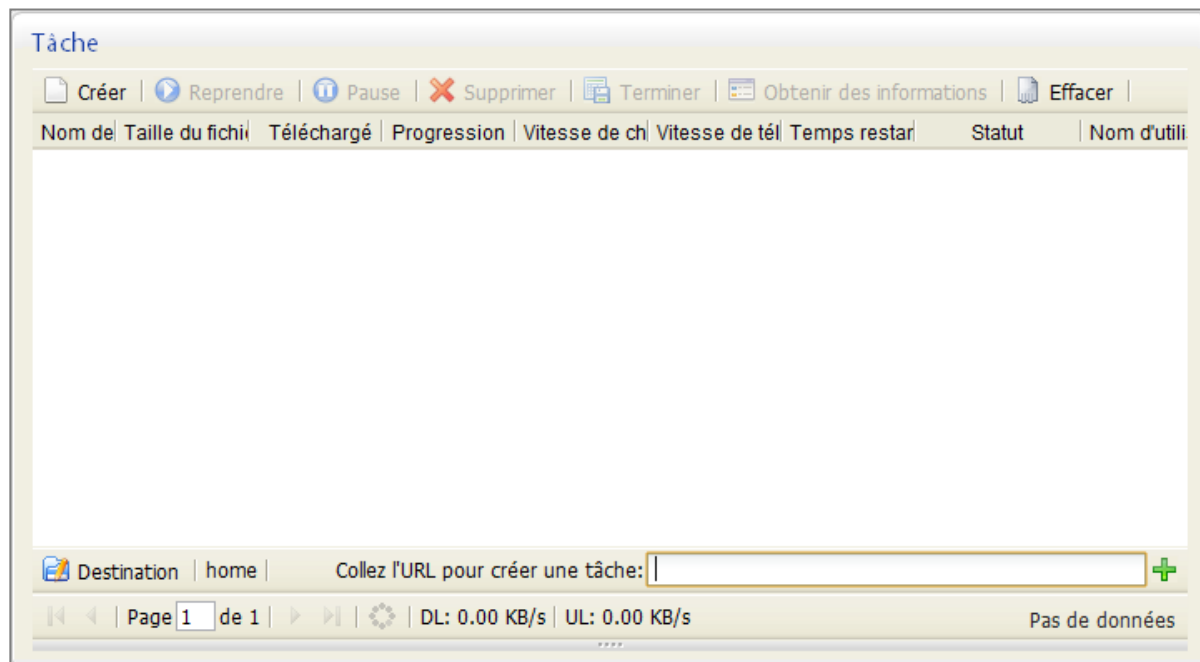 Tâche
Créer Reprendre Pause Supprimer Terminer Obtenir des informations Effacer
Nom de Taille du fichi Téléchargé Progression Vitesse de ch Vitesse de tél Temps restar Statut Nom d'utili
Destination home Collez l'URL pour créer une tâche:
Page 1 de 1 DL: 0.00 KB/s UL: 0.00 KB/s Pas de données